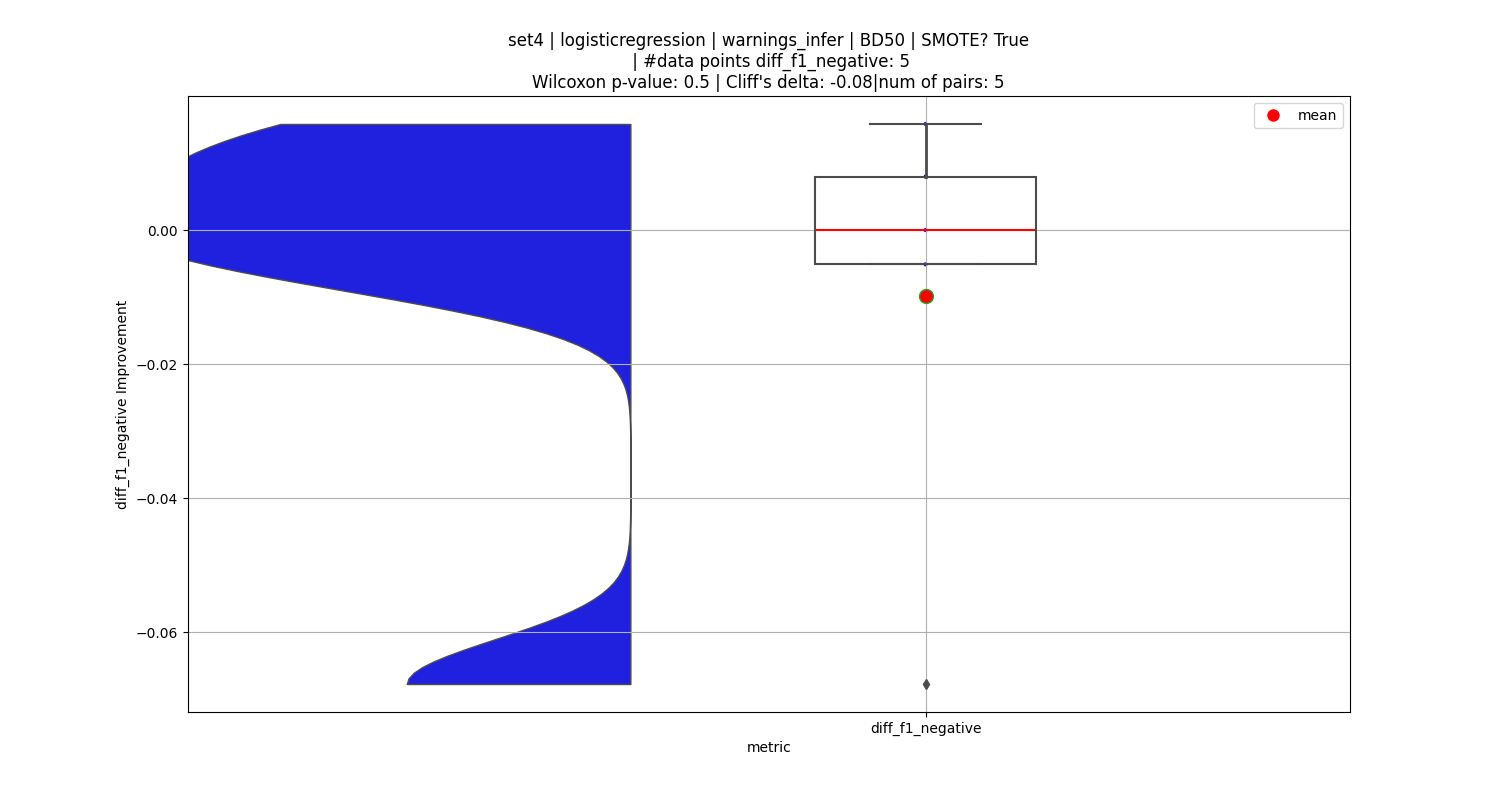 set4 | logisticregression | warnings_infer | BD50 | SMOTE? True
| #data points diff_f1_negative: 5
Wilcoxon p-value: 0.5 | Cliff's delta: -0.08|num of pairs: 5
mean
0.00
−0.02
−0.04
−0.06
diff_f1_negative Improvement
diff_f1_negative
metric